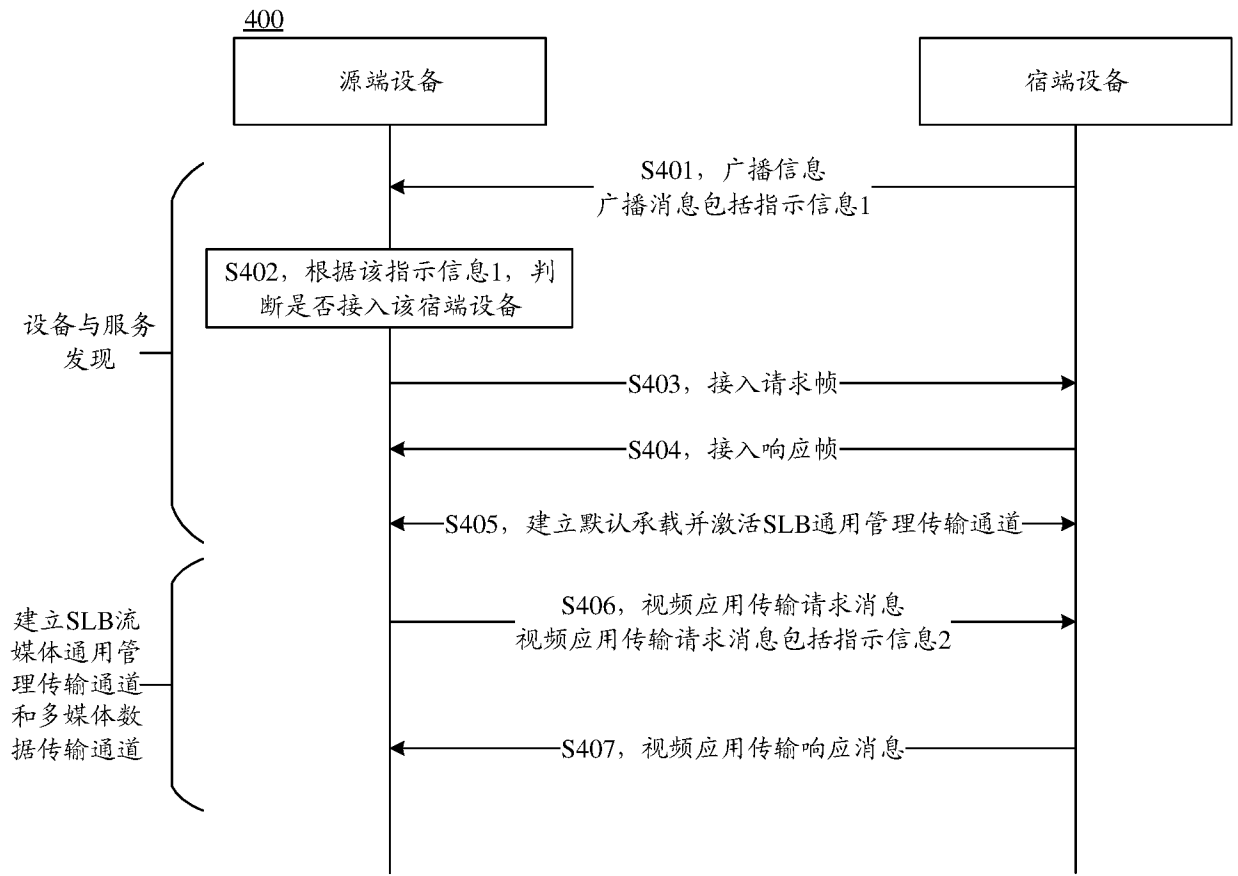 400
源端设备
宿端设备
S401，广播信息
广播消息包括指示信息1
S402，根据该指示信息1，判
断是否接入该宿端设备
设备与服务
发现
S403，接入请求帧
S404，接入响应帧
S405，建立默认承载并激活SLB通用管理传输通道
建立SLB流
媒体通用管
理传输通道
和多媒体数
据传输通道
S406，视频应用传输请求消息
视频应用传输请求消息包括指示信息2
S407，视频应用传输响应消息